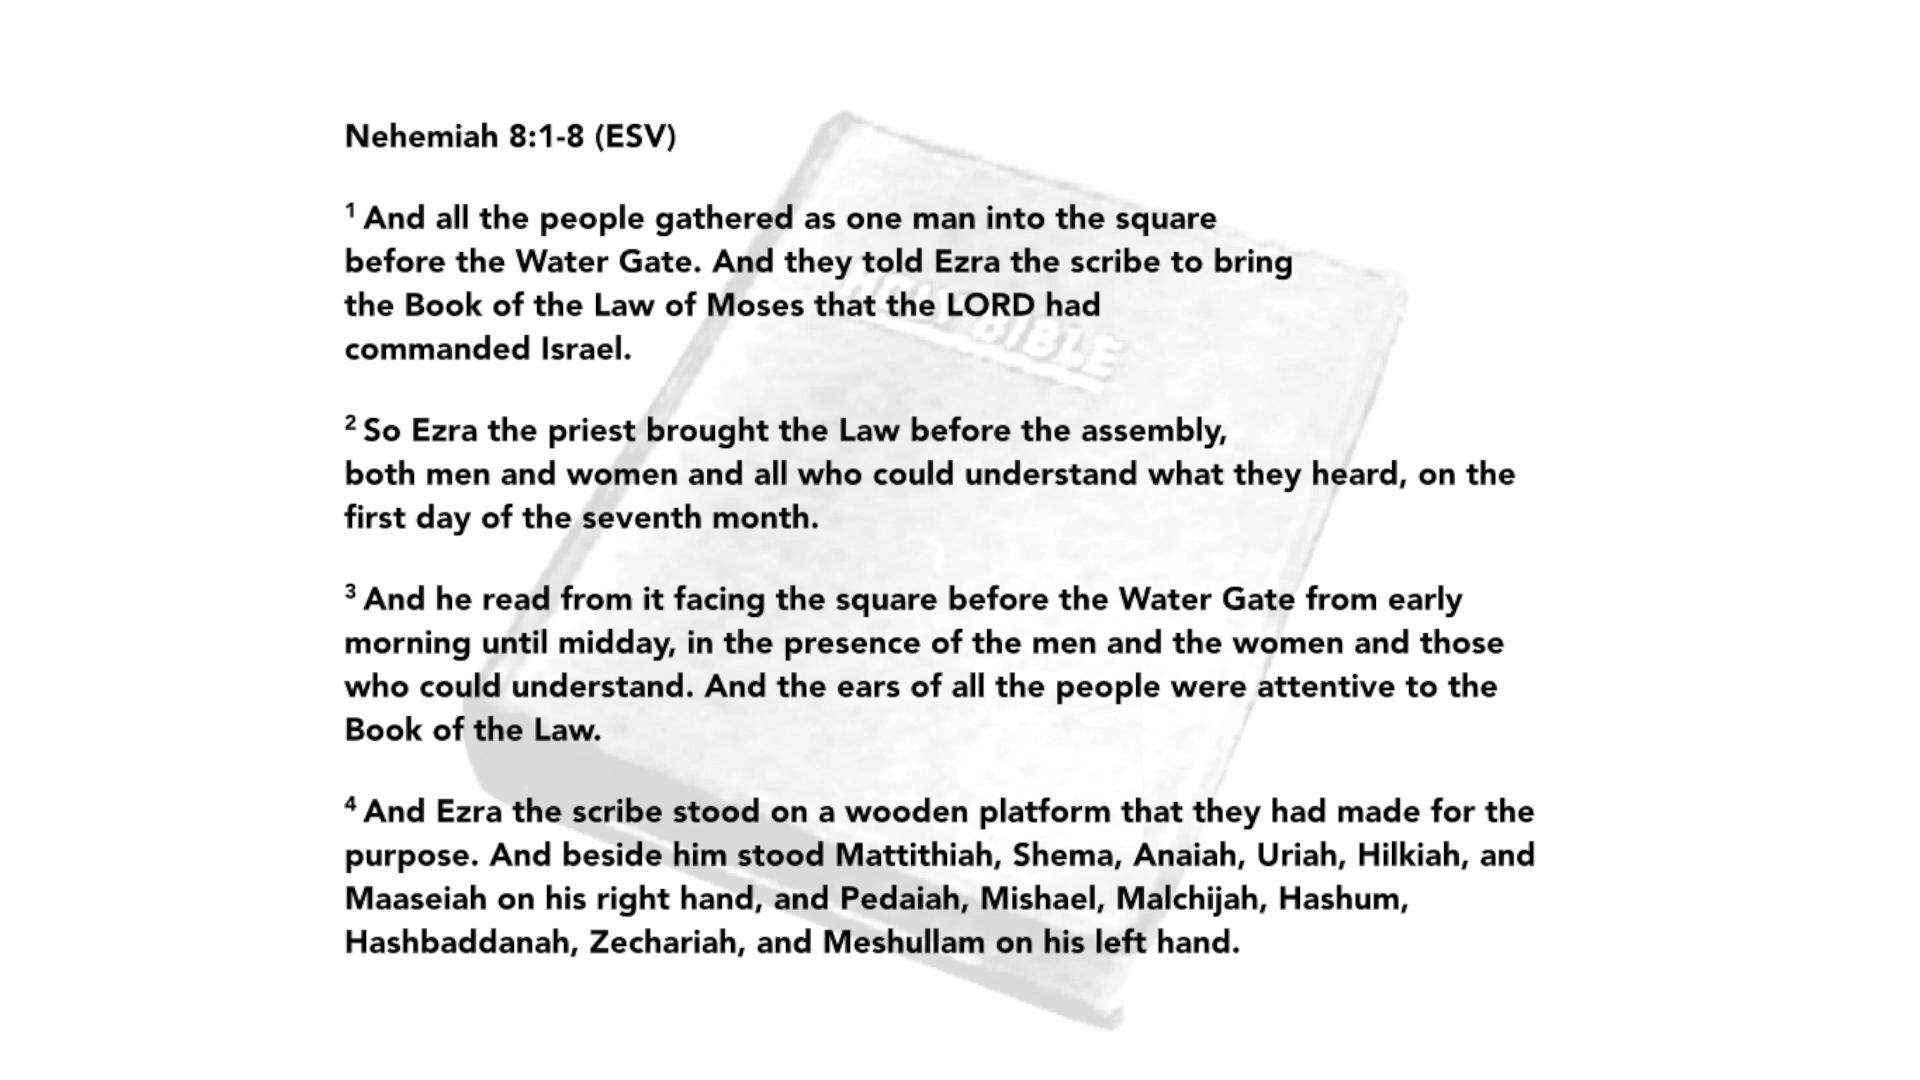 Nehemiah 8:1-8 (ESV)
1 And all the people gathered as one man into the square
before the Water Gate. And they told Ezra the scribe to bring
the Book of the Law of Moses that the LORD had
commanded Israel.
2 So Ezra the priest brought the Law before the assembly,
both men and women and all who could understand what they heard, on the
first day of the seventh month.
3 And he read from it facing the square before the Water Gate from early
morning until midday, in the presence of the men and the women and those
who could understand. And the ears of all the people were attentive to the
Book of the Law.
4 And Ezra the scribe stood on a wooden platform that they had made for the
purpose. And beside him stood Mattithiah, Shema, Anaiah, Uriah, Hilkiah, and
Maaseiah on his right hand, and Pedaiah, Mishael, Malchijah, Hashum,
Hashbaddanah, Zechariah, and Meshullam on his left hand.
HOLY BIBLE